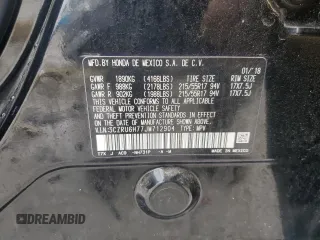 MFD.BY HONDA DE MEXICO S.A. DE C.V.
01/18
GVWR 1890KG (4166LBS) TIRE SIZE RIM SIZE
GAWR F 988KG (2178LBS) 215/55R17 94V 17X7.5J
GAWR R 902KG (1988LBS) 215/55R17 94V 17X7.5J
THIS VEHICLE CONFORMS TO ALL APPLICABLE
FEDERAL MOTOR VEHICLE SAFETY AND
THEFT PREVENTION STANDARDS IN
EFFECT ON THE DATE OF
MANUFACTURE SHOWN ABOVE.
V.I.N:3CZRU6H77JM712904 TYPE:MPV
MADE IN MEXICO